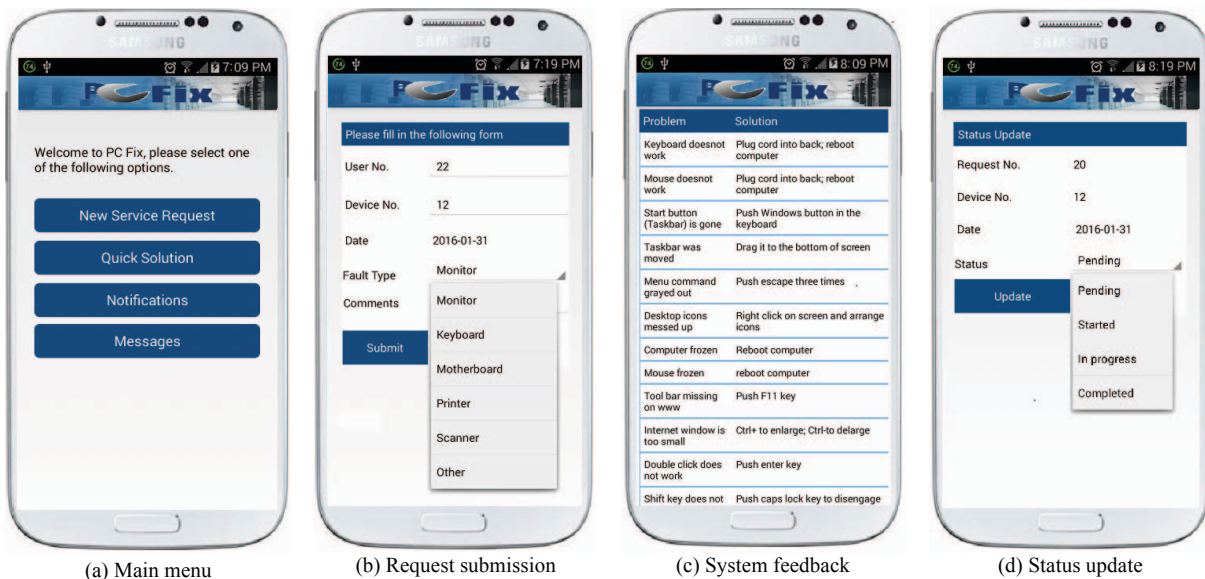 SAMSUNG
74
7:09 PM
PC Fix
Welcome to PC Fix, please select one
of the following options.
New Service Request
Quick Solution
Notifications
Messages
(a) Main menu
SAMSUNG
74
7:19 PM
PC Fix
Please fill in the following form
User No. 22
Device No. 12
Date 2016-01-31
Fault Type Monitor
Comments
Monitor
Keyboard
Motherboard
Printer
Scanner
Other
Submit
(b) Request submission
SAMSUNG
74
8:09 PM
PC Fix
Problem Solution
Keyboard doesnot work
Plug cord into back; reboot computer
Mouse doesnot work
Plug cord into back; reboot computer
Start button (Taskbar) is gone
Push Windows button in the keyboard
Taskbar was moved
Drag it to the bottom of screen
Menu command grayed out
Push escape three times
Desktop icons messed up
Right click on screen and arrange icons
Computer frozen
Reboot computer
Mouse frozen
reboot computer
Tool bar missing on www
Push F11 key
Internet window is too small
Ctrl+ to enlarge; Ctrl-to delarge
Double click does not work
Push enter key
Shift key does not
Push caps lock key to disengage
(c) System feedback
SAMSUNG
74
8:19 PM
PC Fix
Status Update
Request No. 20
Device No. 12
Date 2016-01-31
Status Pending
Pending
Started
In progress
Completed
Update
(d) Status update